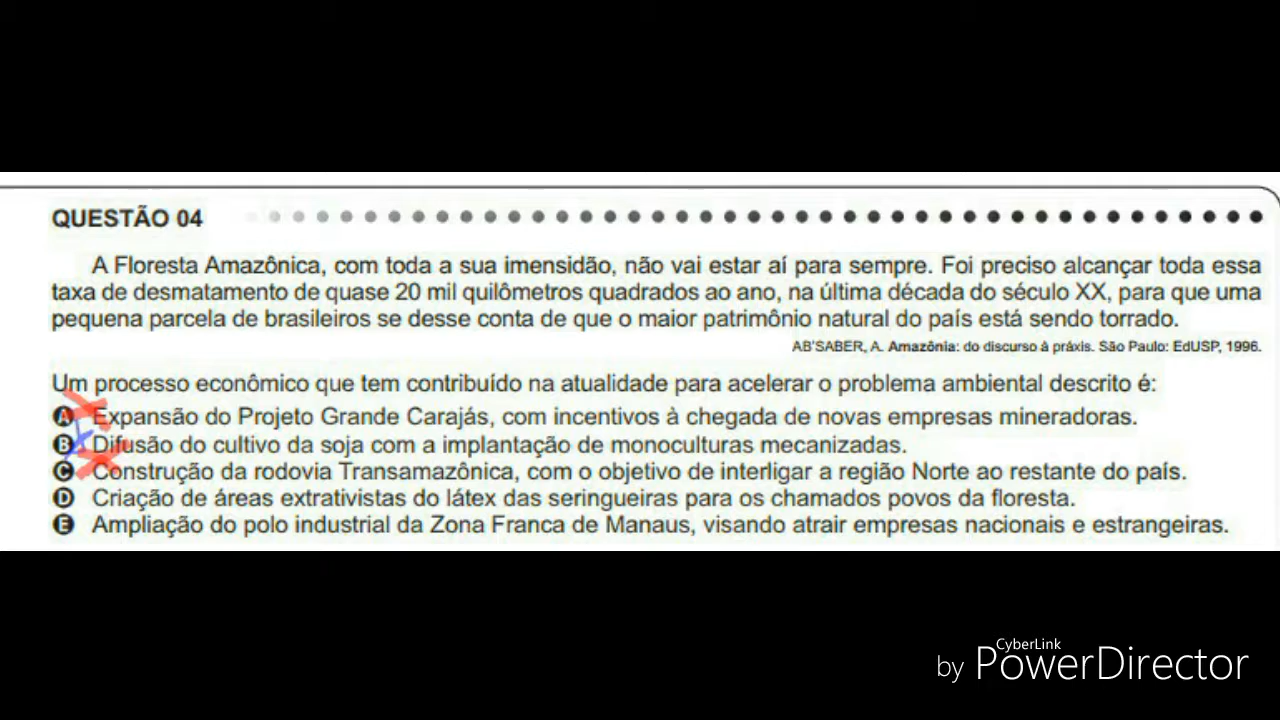 QUESTÃO 04
A Floresta Amazônica, com toda a sua imensidão, não vai estar aí para sempre. Foi preciso alcançar toda essa
taxa de desmatamento de quase 20 mil quilômetros quadrados ao ano, na última década do século XX, para que uma
pequena parcela de brasileiros se desse conta de que o maior patrimônio natural do país está sendo torrado.
AB'SABER, A. Amazônia: do discurso à práxis. São Paulo: EdUSP, 1996.
Um processo econômico que tem contribuído na atualidade para acelerar o problema ambiental descrito é:
A Expansão do Projeto Grande Carajás, com incentivos à chegada de novas empresas mineradoras.
B Difusão do cultivo da soja com a implantação de monoculturas mecanizadas.
C Construção da rodovia Transamazônica, com o objetivo de interligar a região Norte ao restante do país.
D Criação de áreas extrativistas do látex das seringueiras para os chamados povos da floresta.
E Ampliação do polo industrial da Zona Franca de Manaus, visando atrair empresas nacionais e estrangeiras.
CyberLink
by PowerDirector